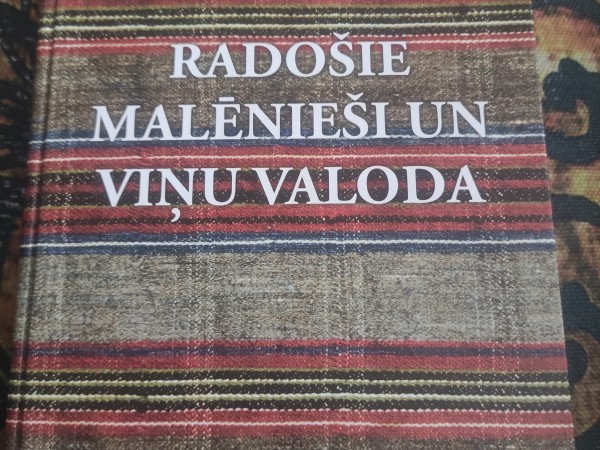 RADOŠIE
MALĒNIEŠI UN
VIŅU VALODA